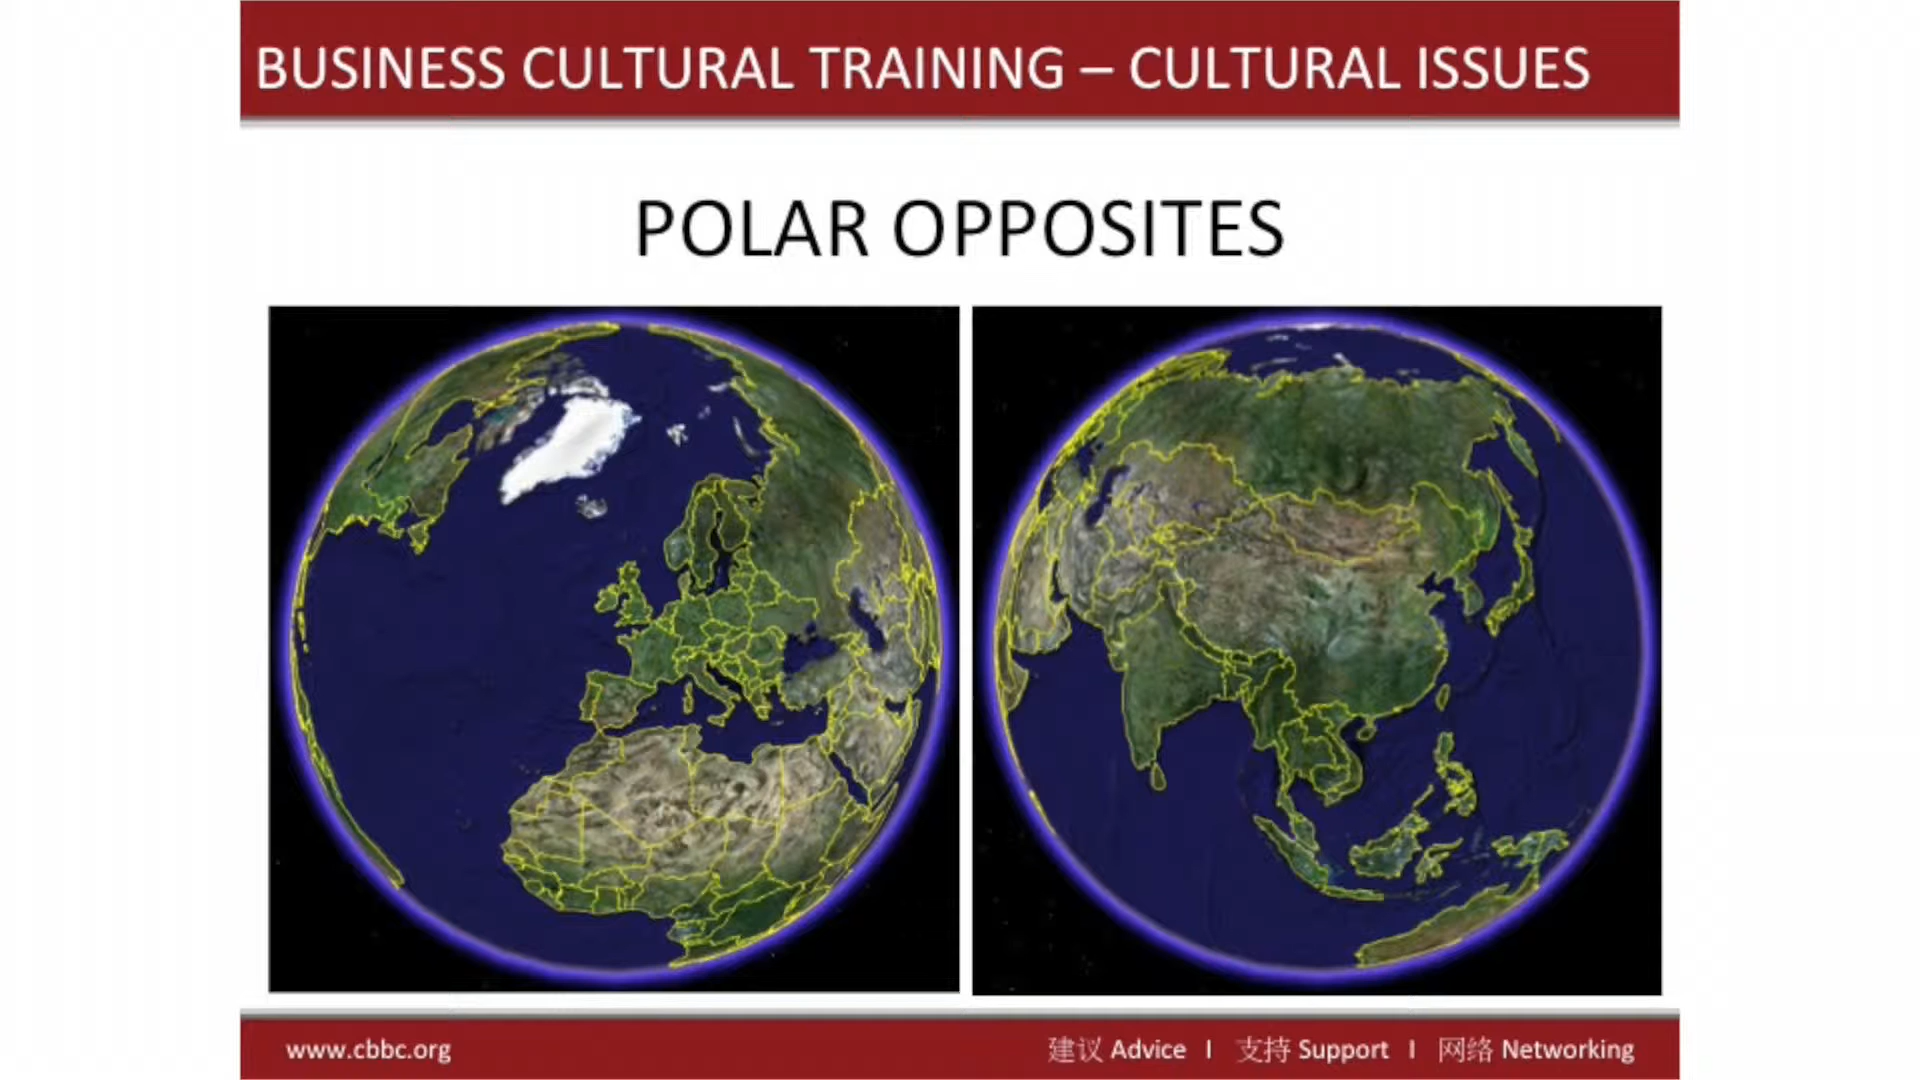 BUSINESS CULTURAL TRAINING – CULTURAL ISSUES
POLAR OPPOSITES
www.cbbc.org
建议 Advice I 支持 Support I 网络 Networking